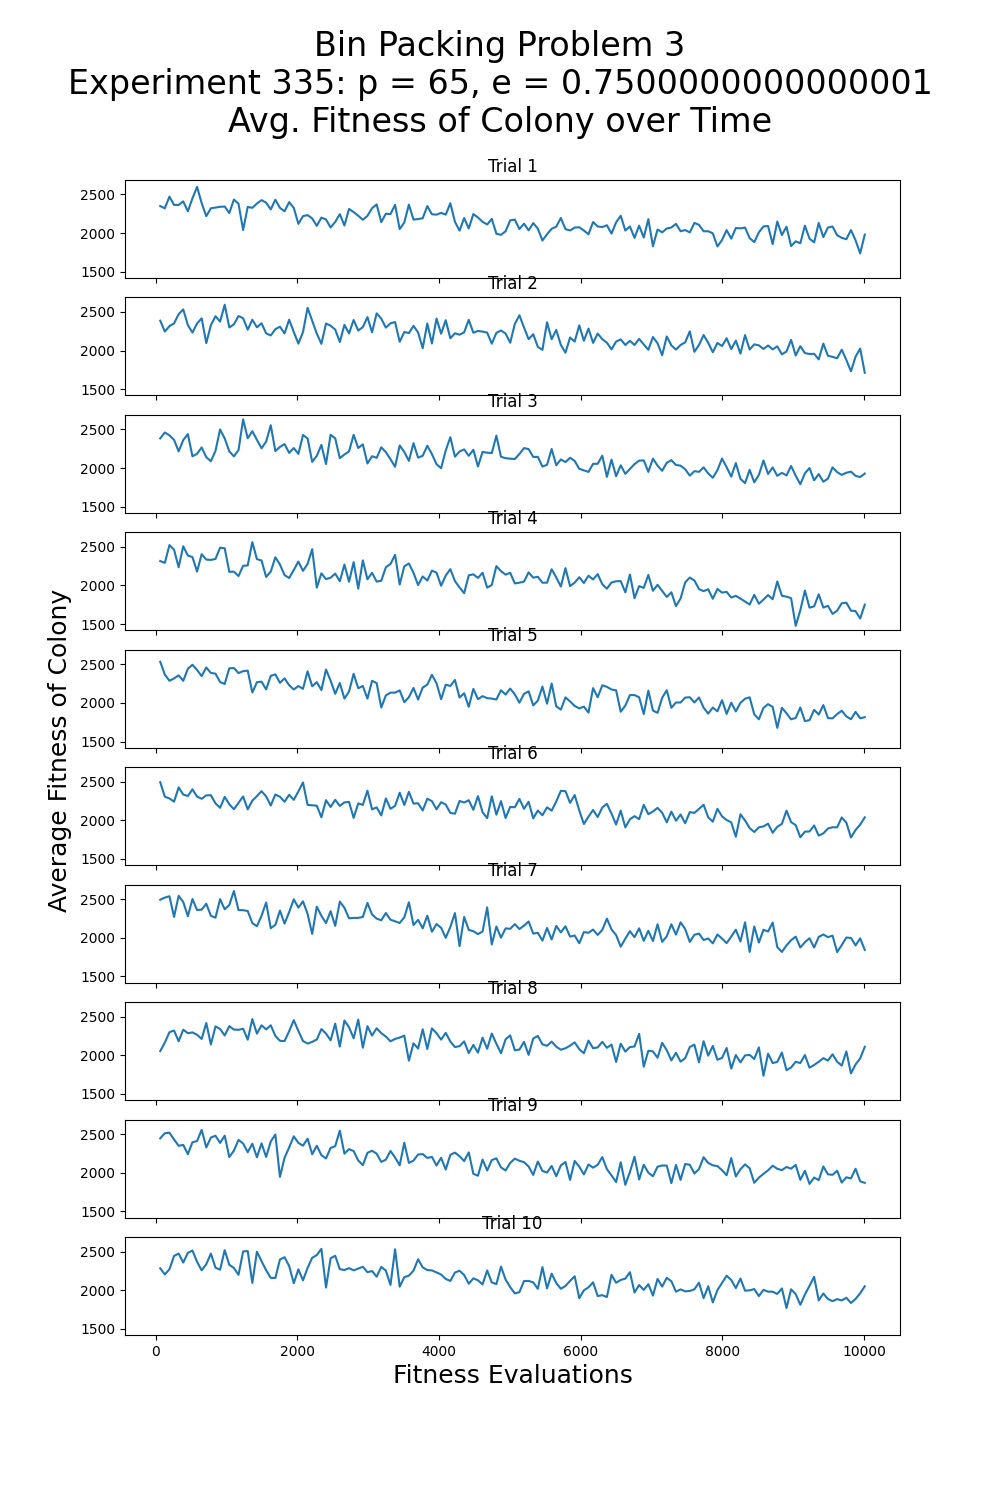 Bin Packing Problem 3
Experiment 335: p = 65, e = 0.7500000000000001
Avg. Fitness of Colony over Time
Trial 1
2500
2000
1500
Trial 2
2500
2000
1500
Trial 3
2500
2000
1500
Trial 4
2500
2000
1500
Trial 5
2500
2000
1500
Trial 6
2500
2000
1500
Trial 7
2500
2000
1500
Trial 8
2500
2000
1500
Trial 9
2500
2000
1500
Trial 10
2500
2000
1500
0 2000 4000 6000 8000 10000
Fitness Evaluations
Average Fitness of Colony